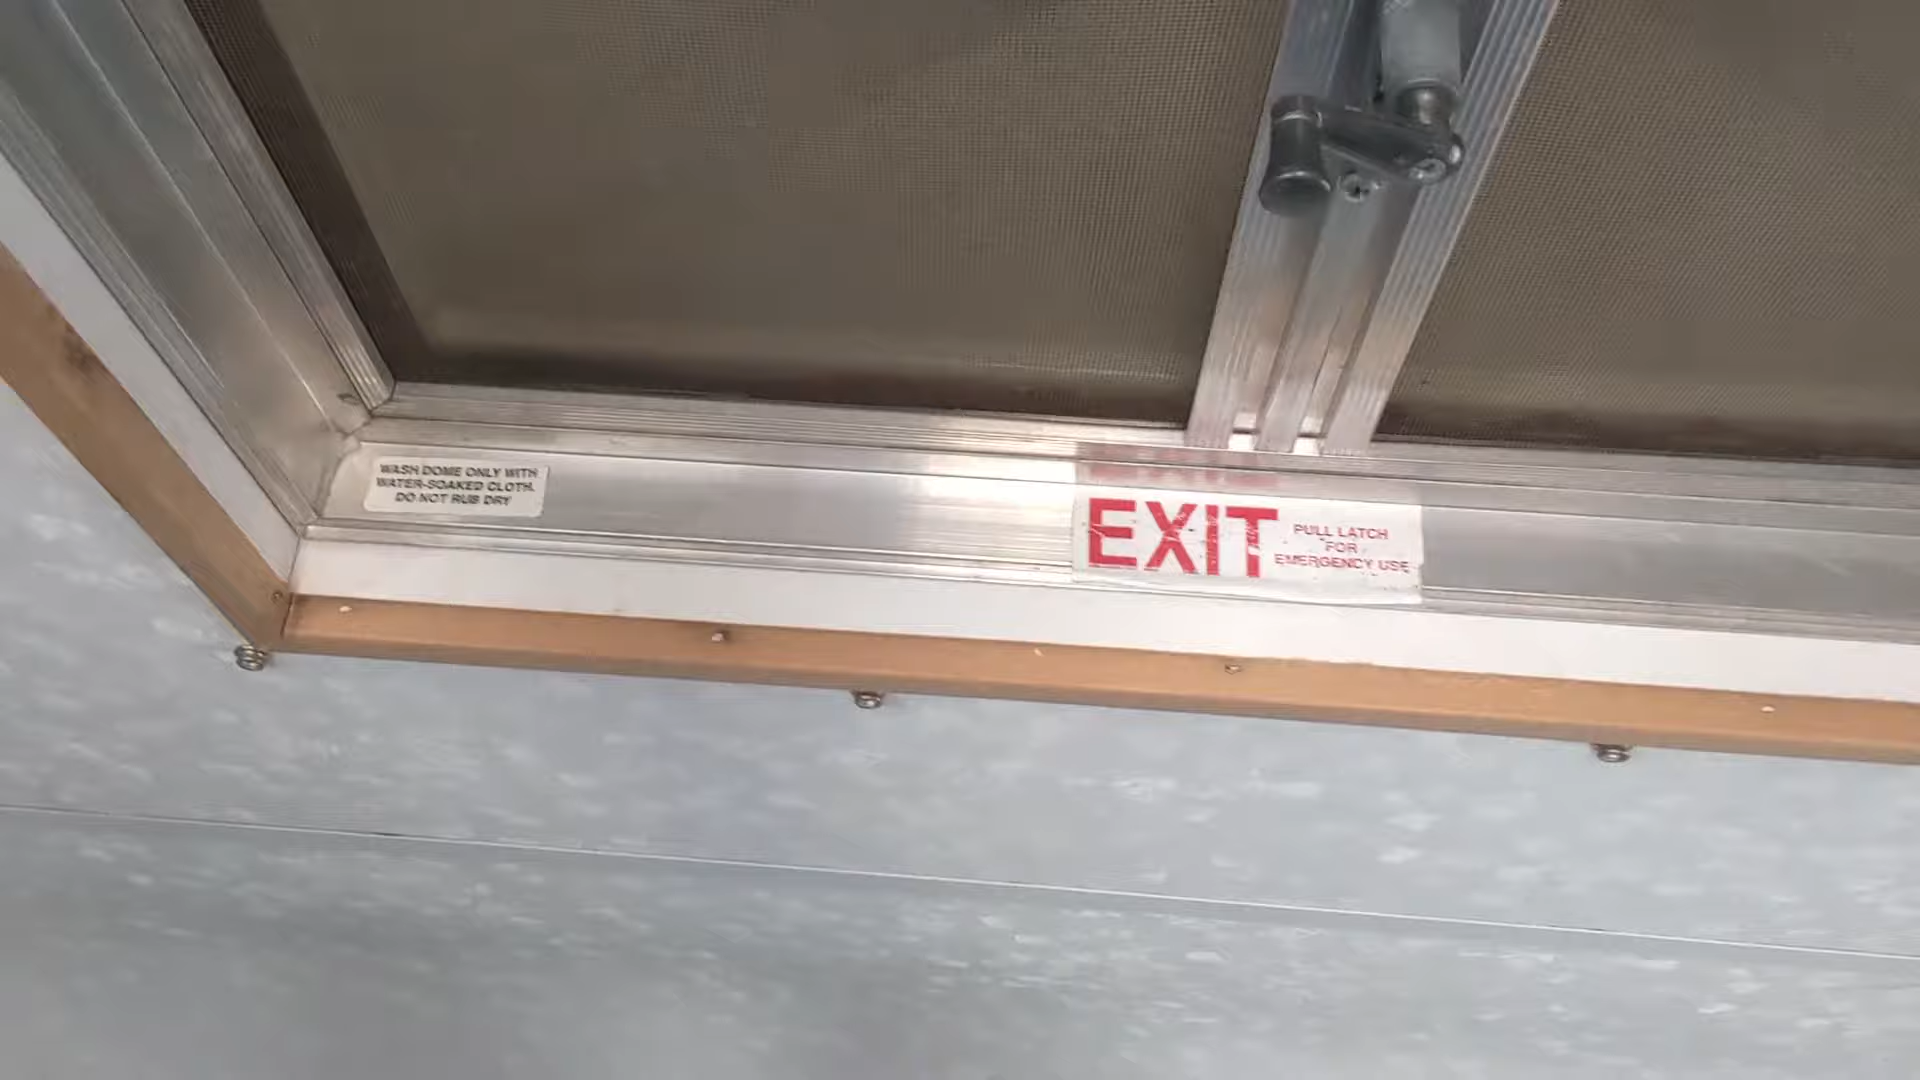 WASH DOME ONLY WITH
WATER-SOAKED CLOTH.
DO NOT RUB DRY
EXIT
PULL LATCH
FOR
EMERGENCY USE